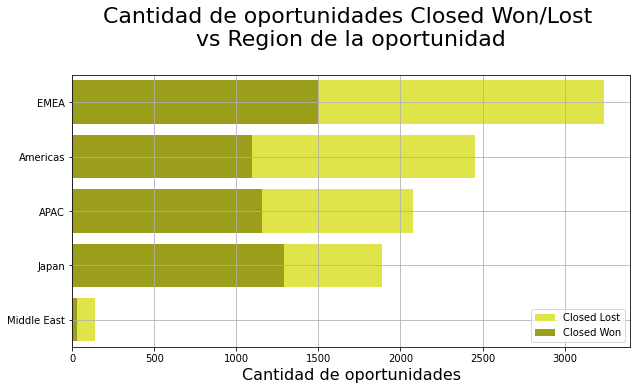 Cantidad de oportunidades Closed Won/Lost
vs Region de la oportunidad
EMEA
Americas
APAC
Japan
Middle East
Closed Lost
Closed Won
0 500 1000 1500 2000 2500 3000
Cantidad de oportunidades